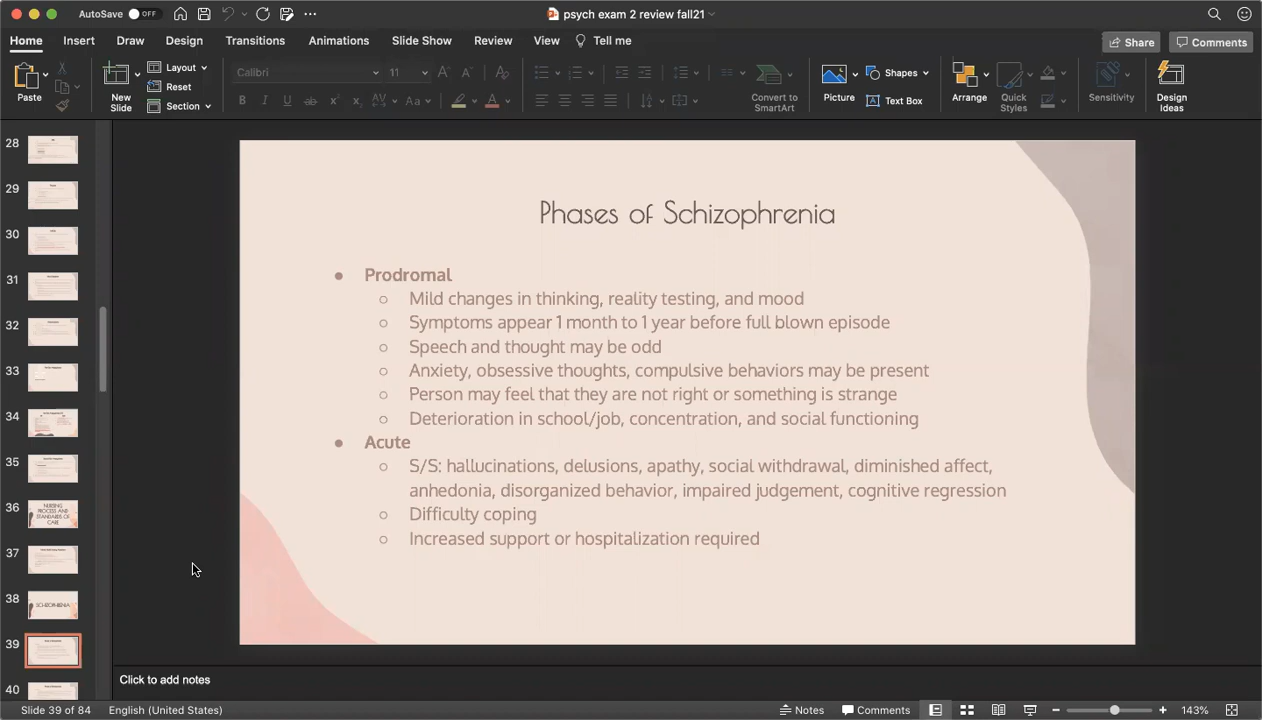 AutoSave OFF
psych exam 2 review fall21
Home Insert Draw Design Transitions Animations Slide Show Review View Tell me
Share Comments
Paste
New Slide
Layout
Reset
Section
Calibri 11
Convert to SmartArt
Picture
Shapes
Text Box
Arrange
Quick Styles
Sensitivity
Design Ideas
28
29
30
31
32
33
34
35
36
NURSING PROCESS AND STANDARDS OF CARE
37
38
SCHIZOPHRENIA
39
40
Phases of Schizophrenia
Prodromal
Mild changes in thinking, reality testing, and mood
Symptoms appear 1 month to 1 year before full blown episode
Speech and thought may be odd
Anxiety, obsessive thoughts, compulsive behaviors may be present
Person may feel that they are not right or something is strange
Deterioration in school/job, concentration, and social functioning
Acute
S/S: hallucinations, delusions, apathy, social withdrawal, diminished affect,
anhedonia, disorganized behavior, impaired judgement, cognitive regression
Difficulty coping
Increased support or hospitalization required
Click to add notes
Slide 39 of 84 English (United States) Notes Comments 143%